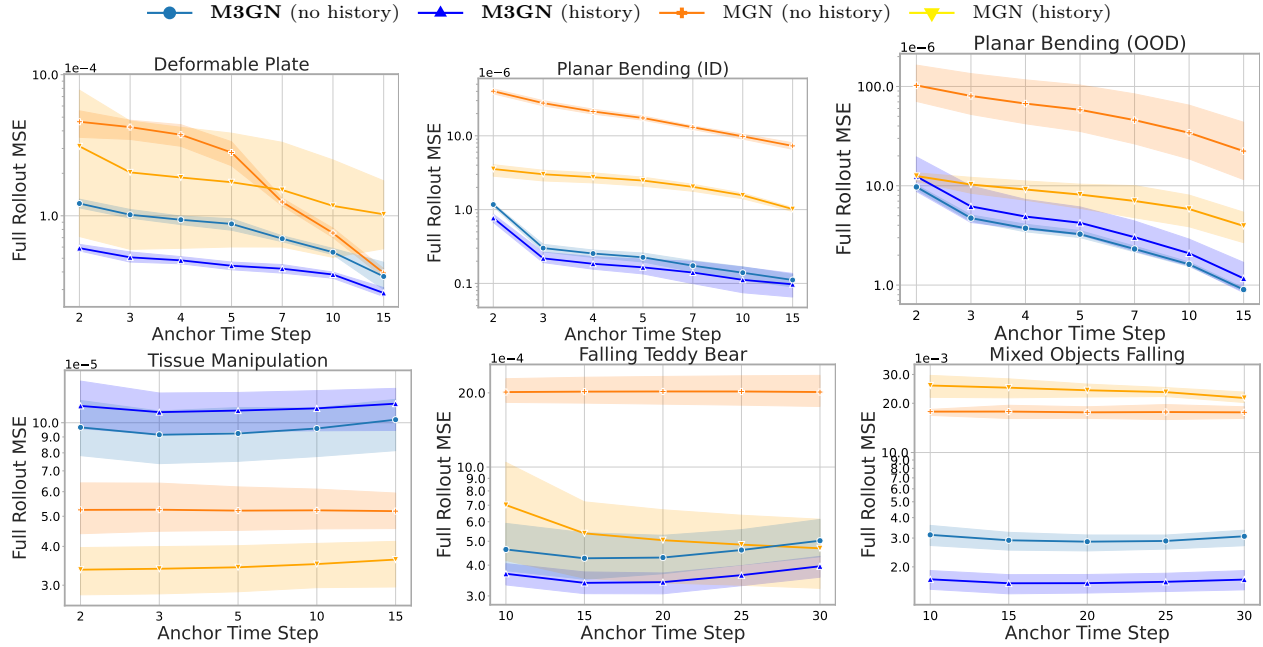 M3GN (no history) M3GN (history) MGN (no history) MGN (history)
Deformable Plate
1e−4
Full Rollout MSE
10.0
1.0
2 3 4 5 7 10 15
Anchor Time Step
Planar Bending (ID)
1e−6
Full Rollout MSE
10.0
1.0
0.1
2 3 4 5 7 10 15
Anchor Time Step
Planar Bending (OOD)
1e−6
Full Rollout MSE
100.0
10.0
1.0
2 3 4 5 7 10 15
Anchor Time Step
Tissue Manipulation
1e−5
Full Rollout MSE
10.0
9.0
8.0
7.0
6.0
5.0
4.0
3.0
2 3 5 10 15
Anchor Time Step
Falling Teddy Bear
1e−4
Full Rollout MSE
20.0
10.0
9.0
8.0
7.0
6.0
5.0
4.0
3.0
10 15 20 25 30
Anchor Time Step
Mixed Objects Falling
1e−3
Full Rollout MSE
30.0
20.0
10.0
9.0
8.0
7.0
6.0
5.0
4.0
3.0
2.0
10 15 20 25 30
Anchor Time Step